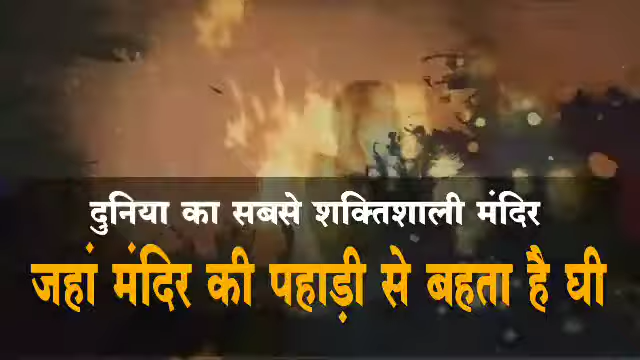 दुनिया का सबसे शक्तिशाली मंदिर
जहां मंदिर की पहाड़ी से बहता है घी